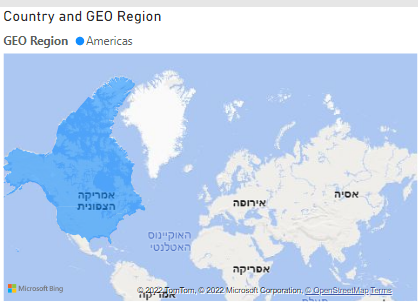 Country and GEO Region
GEO Region Americas
אמריקה
הצפונית
אירופה
אסיה
האוקיינוס
האטלנטי
אפריקה
אמריקה
Microsoft Bing
© 2022 TomTom, © 2022 Microsoft Corporation, © OpenStreetMap Terms